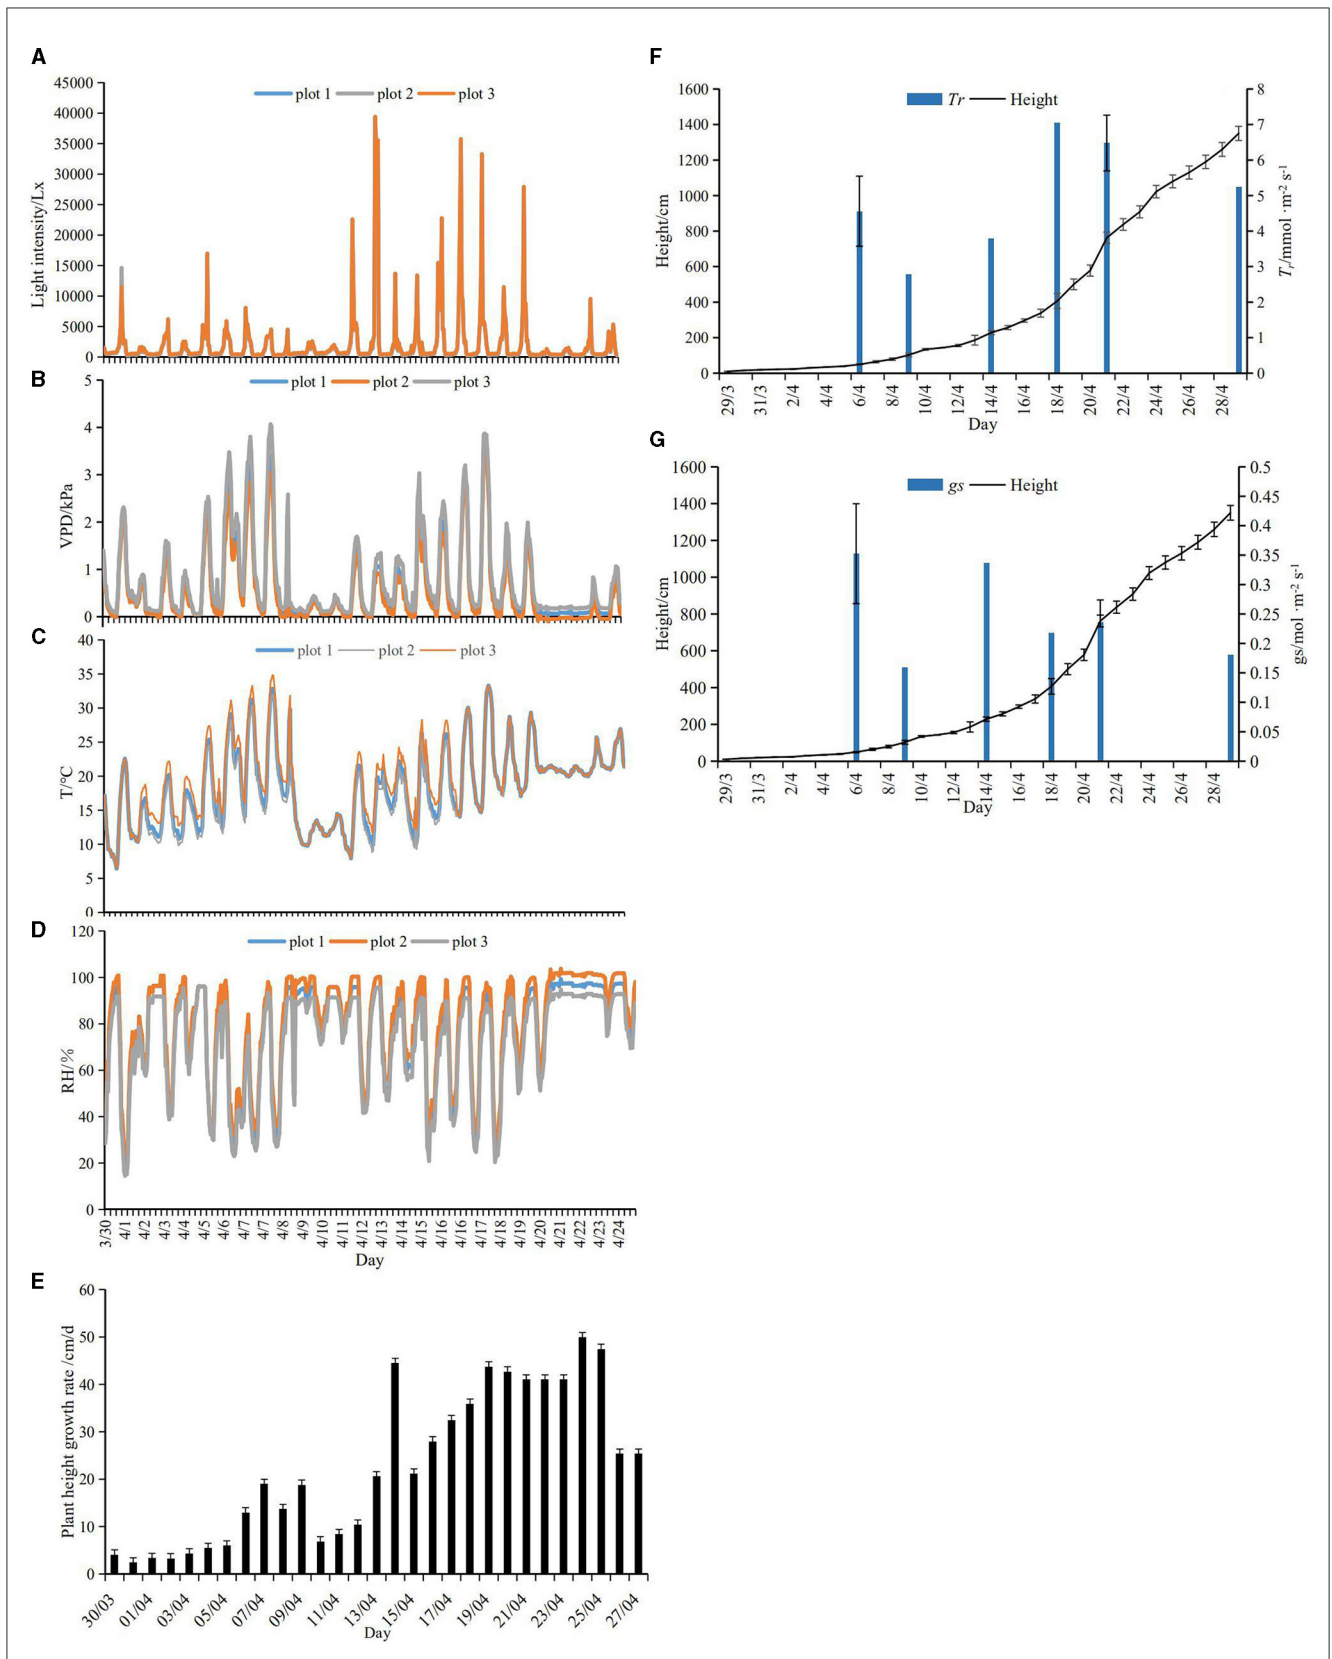 A
45000
40000
35000
30000
25000
20000
15000
10000
5000
0
Light intensity/Lx
plot 1 plot 2 plot 3
B
5
4
3
2
1
0
VPD/kPa
plot 1 plot 2 plot 3
C
40
35
30
25
20
15
10
5
0
T/°C
plot 1 plot 2 plot 3
D
120
100
80
60
40
20
0
RH/%
plot 1 plot 2 plot 3
3/30 4/1 4/2 4/3 4/4 4/5 4/6 4/7 4/7 4/8 4/9 4/10 4/11 4/12 4/13 4/14 4/15 4/16 4/16 4/17 4/18 4/19 4/20 4/21 4/22 4/23 4/24
Day
E
60
50
40
30
20
10
0
Plant height growth rate /cm/d
30/03 01/04 03/04 05/04 07/04 09/04 11/04 13/04 15/04 17/04 19/04 21/04 23/04 25/04 27/04
Day
F
1600
1400
1200
1000
800
600
400
200
0
Height/cm
Tr Height
8
7
6
5
4
3
2
1
0
Tr/mmol ·m-2 s-1
29/3 31/3 2/4 4/4 6/4 8/4 10/4 12/4 14/4 16/4 18/4 20/4 22/4 24/4 26/4 28/4
Day
G
1600
1400
1200
1000
800
600
400
200
0
Height/cm
gs Height
0.5
0.45
0.4
0.35
0.3
0.25
0.2
0.15
0.1
0.05
0
gs/mol ·m-2 s-1
29/3 31/3 2/4 4/4 6/4 8/4 10/4 12/4 14/4 16/4 18/4 20/4 22/4 24/4 26/4 28/4
Day